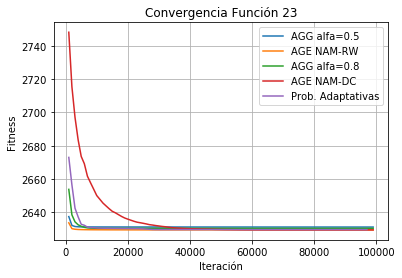 Convergencia Función 23
AGG alfa=0.5
AGE NAM-RW
AGG alfa=0.8
AGE NAM-DC
Prob. Adaptativas
Fitness
2740
2720
2700
2680
2660
2640
0
20000
40000
60000
80000
100000
Iteración